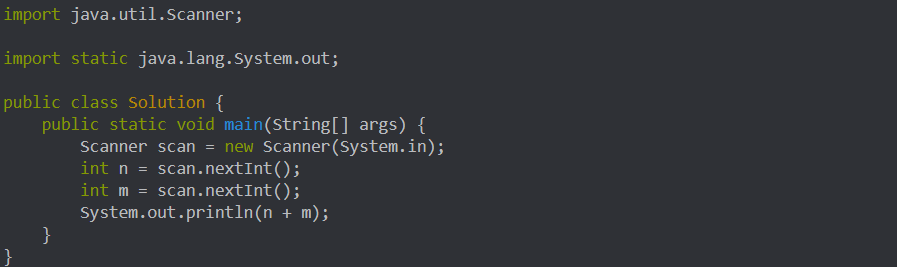 import java.util.Scanner;
import static java.lang.System.out;
public class Solution {
    public static void main(String[] args) {
        Scanner scan = new Scanner(System.in);
        int n = scan.nextInt();
        int m = scan.nextInt();
        System.out.println(n + m);
    }
}